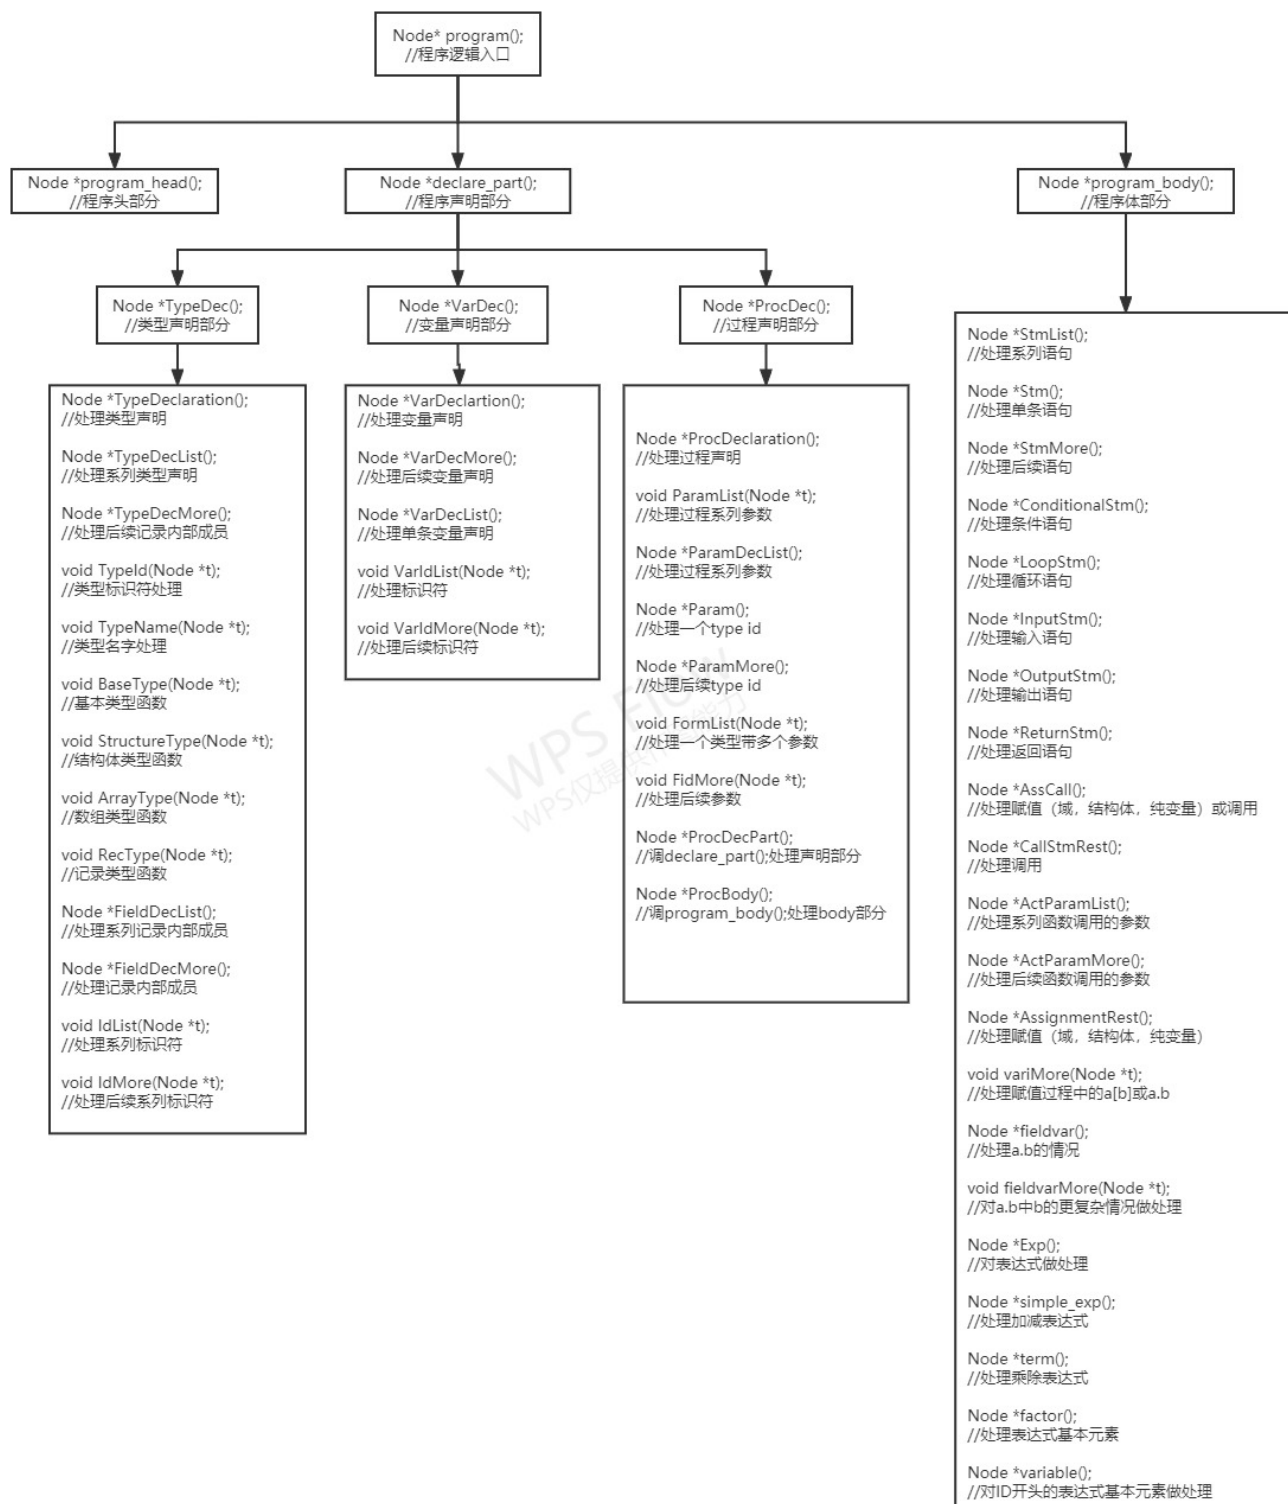 Node* program();
//程序逻辑入口
Node *program_head();
//程序头部分
Node *declare_part();
//程序声明部分
Node *program_body();
//程序体部分
Node *TypeDec();
//类型声明部分
Node *VarDec();
//变量声明部分
Node *ProcDec();
//过程声明部分
Node *TypeDeclaration();
//处理类型声明
Node *TypeDecList();
//处理系列类型声明
Node *TypeDecMore();
//处理后续记录内部成员
void TypeId(Node *t);
//类型标识符处理
void TypeName(Node *t);
//类型名字处理
void BaseType(Node *t);
//基本类型函数
void StructureType(Node *t);
//结构体类型函数
void ArrayType(Node *t);
//数组类型函数
void RecType(Node *t);
//记录类型函数
Node *FieldDecList();
//处理系列记录内部成员
Node *FieldDecMore();
//处理记录内部成员
void IdList(Node *t);
//处理系列标识符
void IdMore(Node *t);
//处理后续系列标识符
Node *VarDeclartion();
//处理变量声明
Node *VarDecMore();
//处理后续变量声明
Node *VarDecList();
//处理单条变量声明
void VarIdList(Node *t);
//处理标识符
void VarIdMore(Node *t);
//处理后续标识符
Node *ProcDeclaration();
//处理过程声明
void ParamList(Node *t);
//处理过程系列参数
Node *ParamDecList();
//处理过程系列参数
Node *Param();
//处理一个type id
Node *ParamMore();
//处理后续type id
void FormList(Node *t);
//处理一个类型带多个参数
void FidMore(Node *t);
//处理后续参数
Node *ProcDecPart();
//调declare_part();处理声明部分
Node *ProcBody();
//调program_body();处理body部分
Node *StmList();
//处理系列语句
Node *Stm();
//处理单条语句
Node *StmMore();
//处理后续语句
Node *ConditionalStm();
//处理条件语句
Node *LoopStm();
//处理循环语句
Node *InputStm();
//处理输入语句
Node *OutputStm();
//处理输出语句
Node *ReturnStm();
//处理返回语句
Node *AssCall();
//处理赋值（域，结构体，纯变量）或调用
Node *CallStmRest();
//处理调用
Node *ActParamList();
//处理系列函数调用的参数
Node *ActParamMore();
//处理后续函数调用的参数
Node *AssignmentRest();
//处理赋值（域，结构体，纯变量）
void variMore(Node *t);
//处理赋值过程中的a[b]或a.b
Node *fieldvar();
//处理a.b的情况
void fieldvarMore(Node *t);
//对a.b中b的更复杂情况做处理
Node *Exp();
//对表达式做处理
Node *simple_exp();
//处理加减表达式
Node *term();
//处理乘除表达式
Node *factor();
//处理表达式基本元素
Node *variable();
//对ID开头的表达式基本元素做处理
WPS Flow